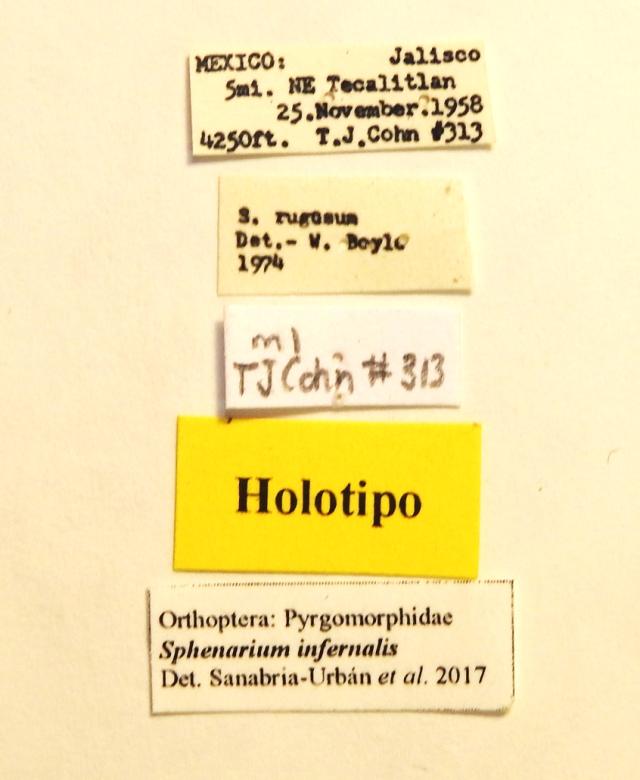 MEXICO: Jalisco
5mi. NE Tecalitlan
25.November.1958
4250ft. T.J.Cohn #313
S. rugosum
Det.- W. Boyle
1974
m1
TJ Cohn # 313
Holotipo
Orthoptera: Pyrgomorphidae
Sphenarium infernalis
Det. Sanabria-Urbán et al. 2017